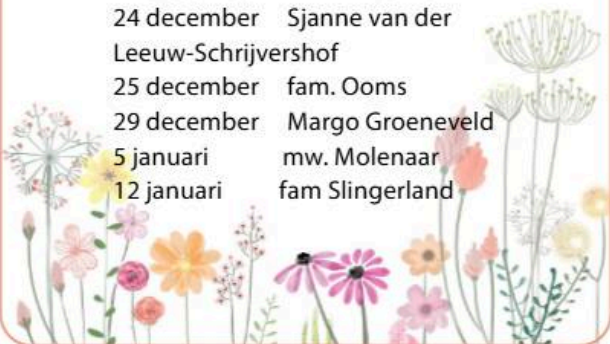 24 december Sjanne van der
Leeuw-Schrijvershof
25 december fam. Ooms
29 december Margo Groeneveld
5 januari mw. Molenaar
12 januari fam Slingerland